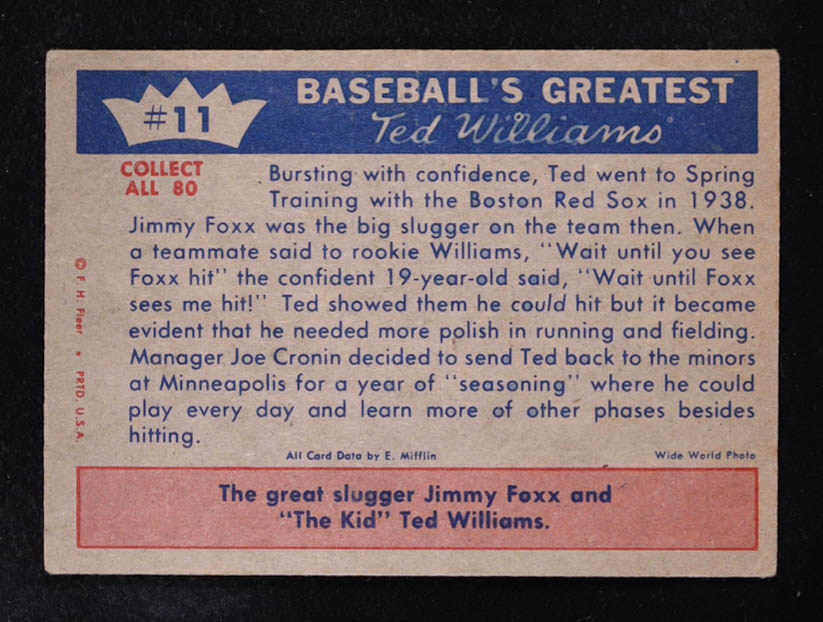 #11
BASEBALL'S GREATEST
Ted Williams
COLLECT
ALL 80
Bursting with confidence, Ted went to Spring
Training with the Boston Red Sox in 1938.
Jimmy Foxx was the big slugger on the team then. When
a teammate said to rookie Williams, "Wait until you see
Foxx hit" the confident 19-year-old said, "Wait until Foxx
sees me hit!" Ted showed them he could hit but it became
evident that he needed more polish in running and fielding.
Manager Joe Cronin decided to send Ted back to the minors
at Minneapolis for a year of "seasoning" where he could
play every day and learn more of other phases besides
hitting.
All Card Data by E. Mifflin
Wide World Photo
© F. H. Fleer • PRTD. U.S.A.
The great slugger Jimmy Foxx and
"The Kid" Ted Williams.